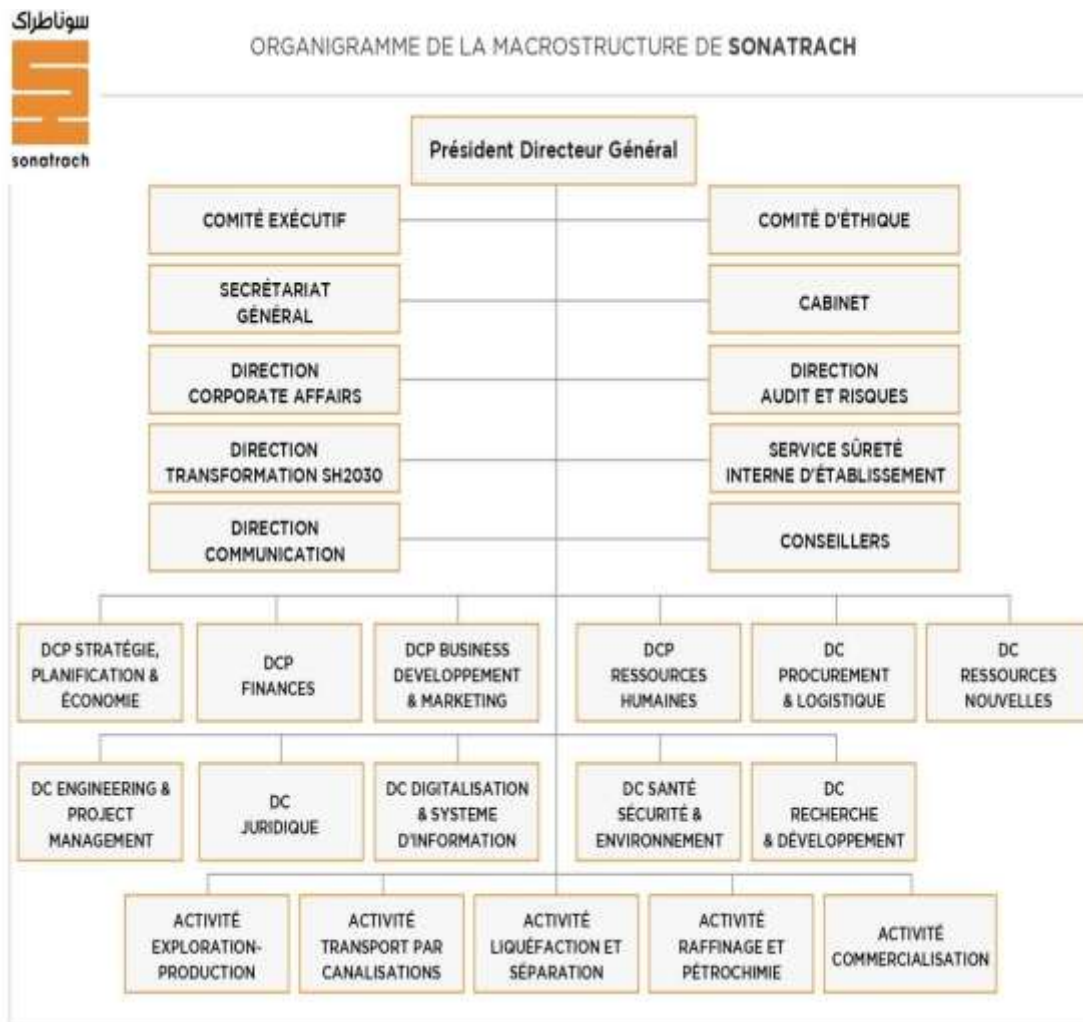 سوناطراك
sonatrach
ORGANIGRAMME DE LA MACROSTRUCTURE DE SONATRACH
Président Directeur Général
COMITÉ EXÉCUTIF
COMITÉ D'ÉTHIQUE
SECRÉTARIAT
GÉNÉRAL
CABINET
DIRECTION
CORPORATE AFFAIRS
DIRECTION
AUDIT ET RISQUES
DIRECTION
TRANSFORMATION SH2030
SERVICE SÛRETÉ
INTERNE D'ÉTABLISSEMENT
DIRECTION
COMMUNICATION
CONSEILLERS
DCP STRATÉGIE,
PLANIFICATION &
ÉCONOMIE
DCP
FINANCES
DCP BUSINESS
DEVELOPPEMENT
& MARKETING
DCP
RESSOURCES
HUMAINES
DC
PROCUREMENT
& LOGISTIQUE
DC
RESSOURCES
NOUVELLES
DC ENGINEERING &
PROJECT
MANAGEMENT
DC
JURIDIQUE
DC DIGITALISATION
& SYSTEME
D'INFORMATION
DC SANTÉ
SÉCURITÉ &
ENVIRONNEMENT
DC
RECHERCHE
& DÉVELOPPEMENT
ACTIVITÉ
EXPLORATION-
PRODUCTION
ACTIVITÉ
TRANSPORT PAR
CANALISATIONS
ACTIVITÉ
LIQUÉFACTION ET
SÉPARATION
ACTIVITÉ
RAFFINAGE ET
PÉTROCHIMIE
ACTIVITÉ
COMMERCIALISATION